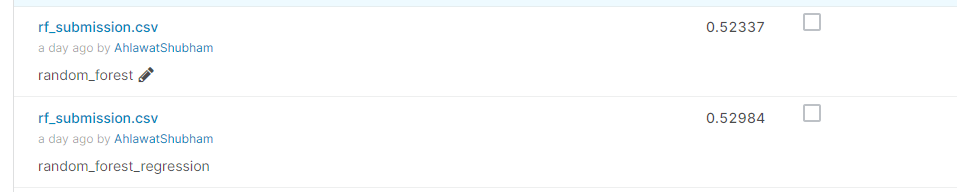 rf_submission.csv 0.52337
a day ago by AhlawatShubham
random_forest
rf_submission.csv 0.52984
a day ago by AhlawatShubham
random_forest_regression